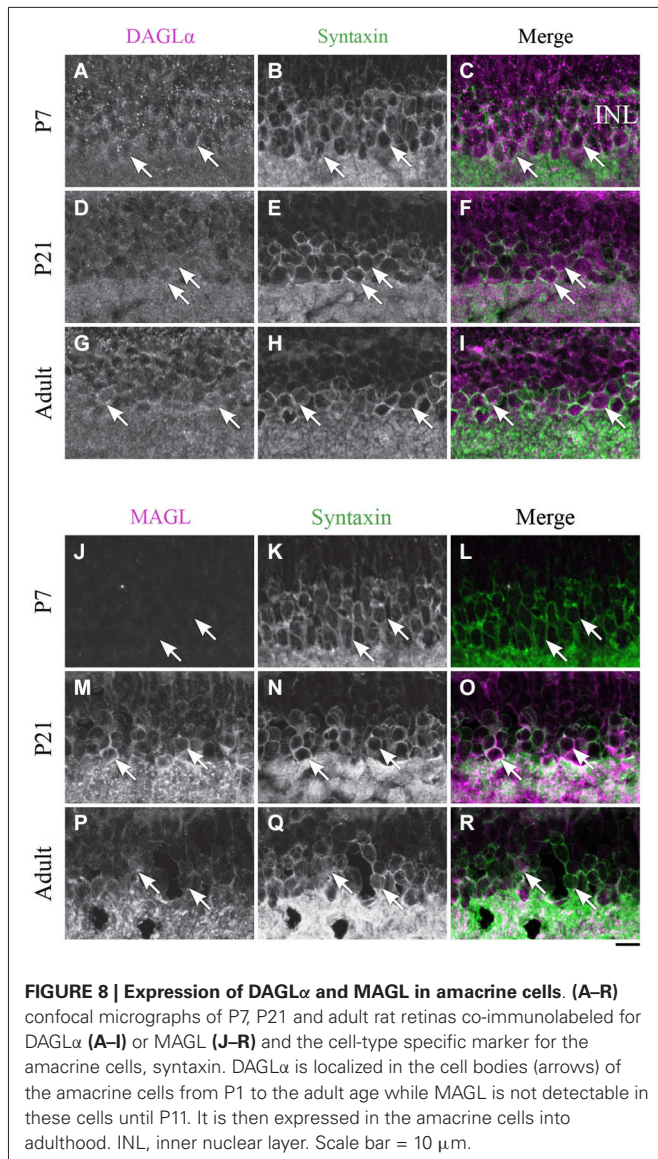 DAGLα Syntaxin Merge
P7 A B C INL
P21 D E F
Adult G H I
MAGL Syntaxin Merge
P7 J K L
P21 M N O
Adult P Q R
FIGURE 8 | Expression of DAGLα and MAGL in amacrine cells. (A–R)
confocal micrographs of P7, P21 and adult rat retinas co-immunolabeled for
DAGLα (A–I) or MAGL (J–R) and the cell-type specific marker for the
amacrine cells, syntaxin. DAGLα is localized in the cell bodies (arrows) of
the amacrine cells from P1 to the adult age while MAGL is not detectable in
these cells until P11. It is then expressed in the amacrine cells into
adulthood. INL, inner nuclear layer. Scale bar = 10 μm.